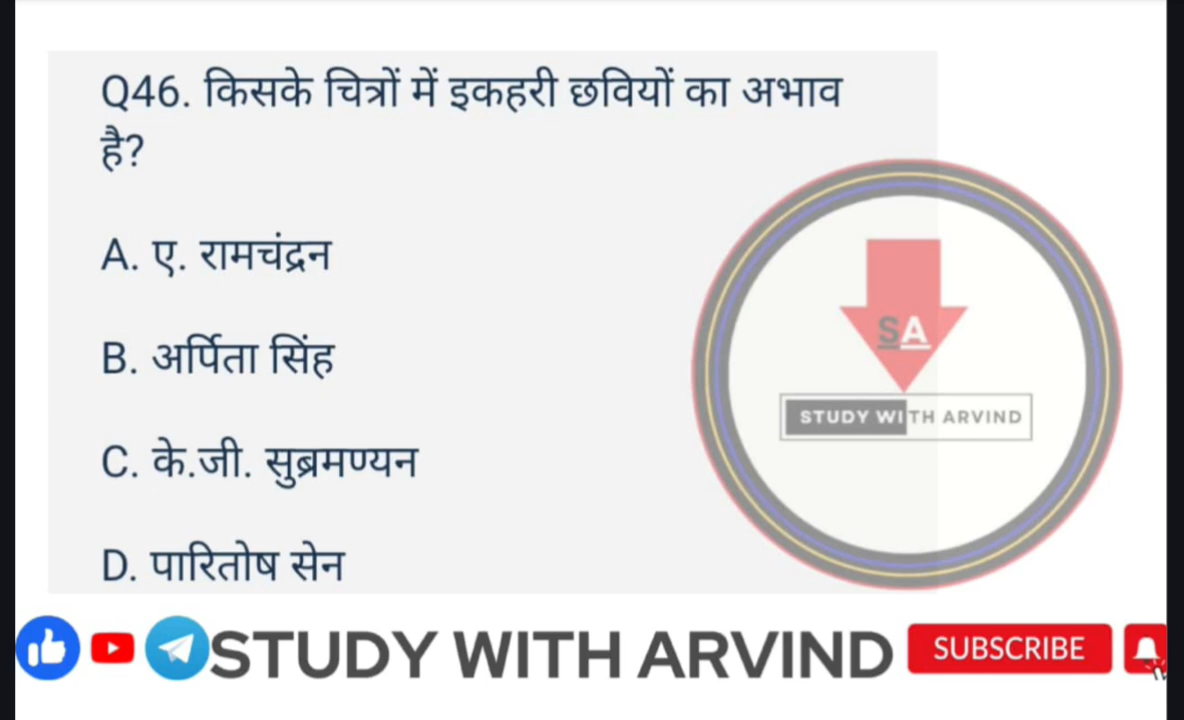 Q46. किसके चित्रों में इकहरी छवियों का अभाव
है?
A. ए. रामचंद्रन
B. अर्पिता सिंह
C. के.जी. सुब्रमण्यन
D. पारितोष सेन
SA
STUDY WITH ARVIND
STUDY WITH ARVIND
SUBSCRIBE